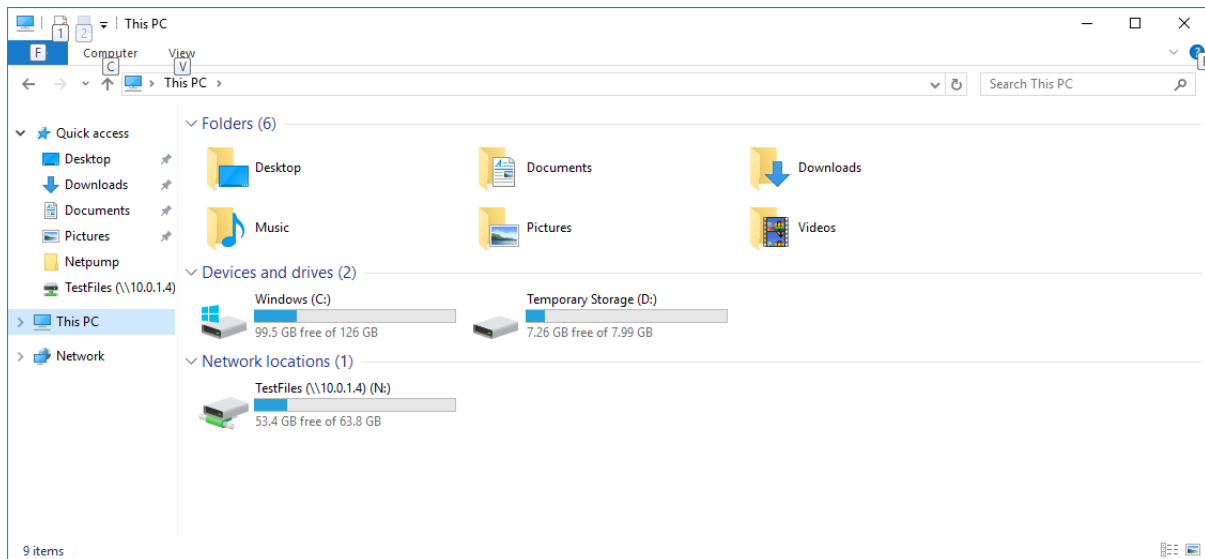 1 2 This PC
F Computer View
C V
This PC
Search This PC
Quick access
Desktop
Downloads
Documents
Pictures
Netpump
TestFiles (\\10.0.1.4)
This PC
Network
Folders (6)
Desktop Documents Downloads
Music Pictures Videos
Devices and drives (2)
Windows (C:) Temporary Storage (D:)
99.5 GB free of 126 GB 7.26 GB free of 7.99 GB
Network locations (1)
TestFiles (\\10.0.1.4) (N:)
53.4 GB free of 63.8 GB
9 items